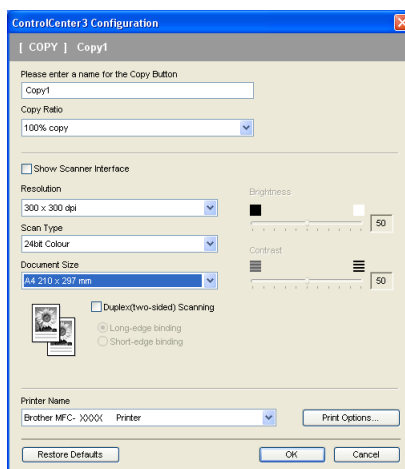 ControlCenter3 Configuration
[ COPY ] Copy1
Please enter a name for the Copy Button
Copy1
Copy Ratio
100% copy
Show Scanner Interface
Resolution
300 x 300 dpi
Scan Type
24bit Colour
Document Size
A4 210 x 297 mm
Brightness
50
Contrast
50
Duplex(two-sided) Scanning
Long-edge binding
Short-edge binding
Printer Name
Brother MFC- XXXX Printer
Print Options...
Restore Defaults
OK
Cancel